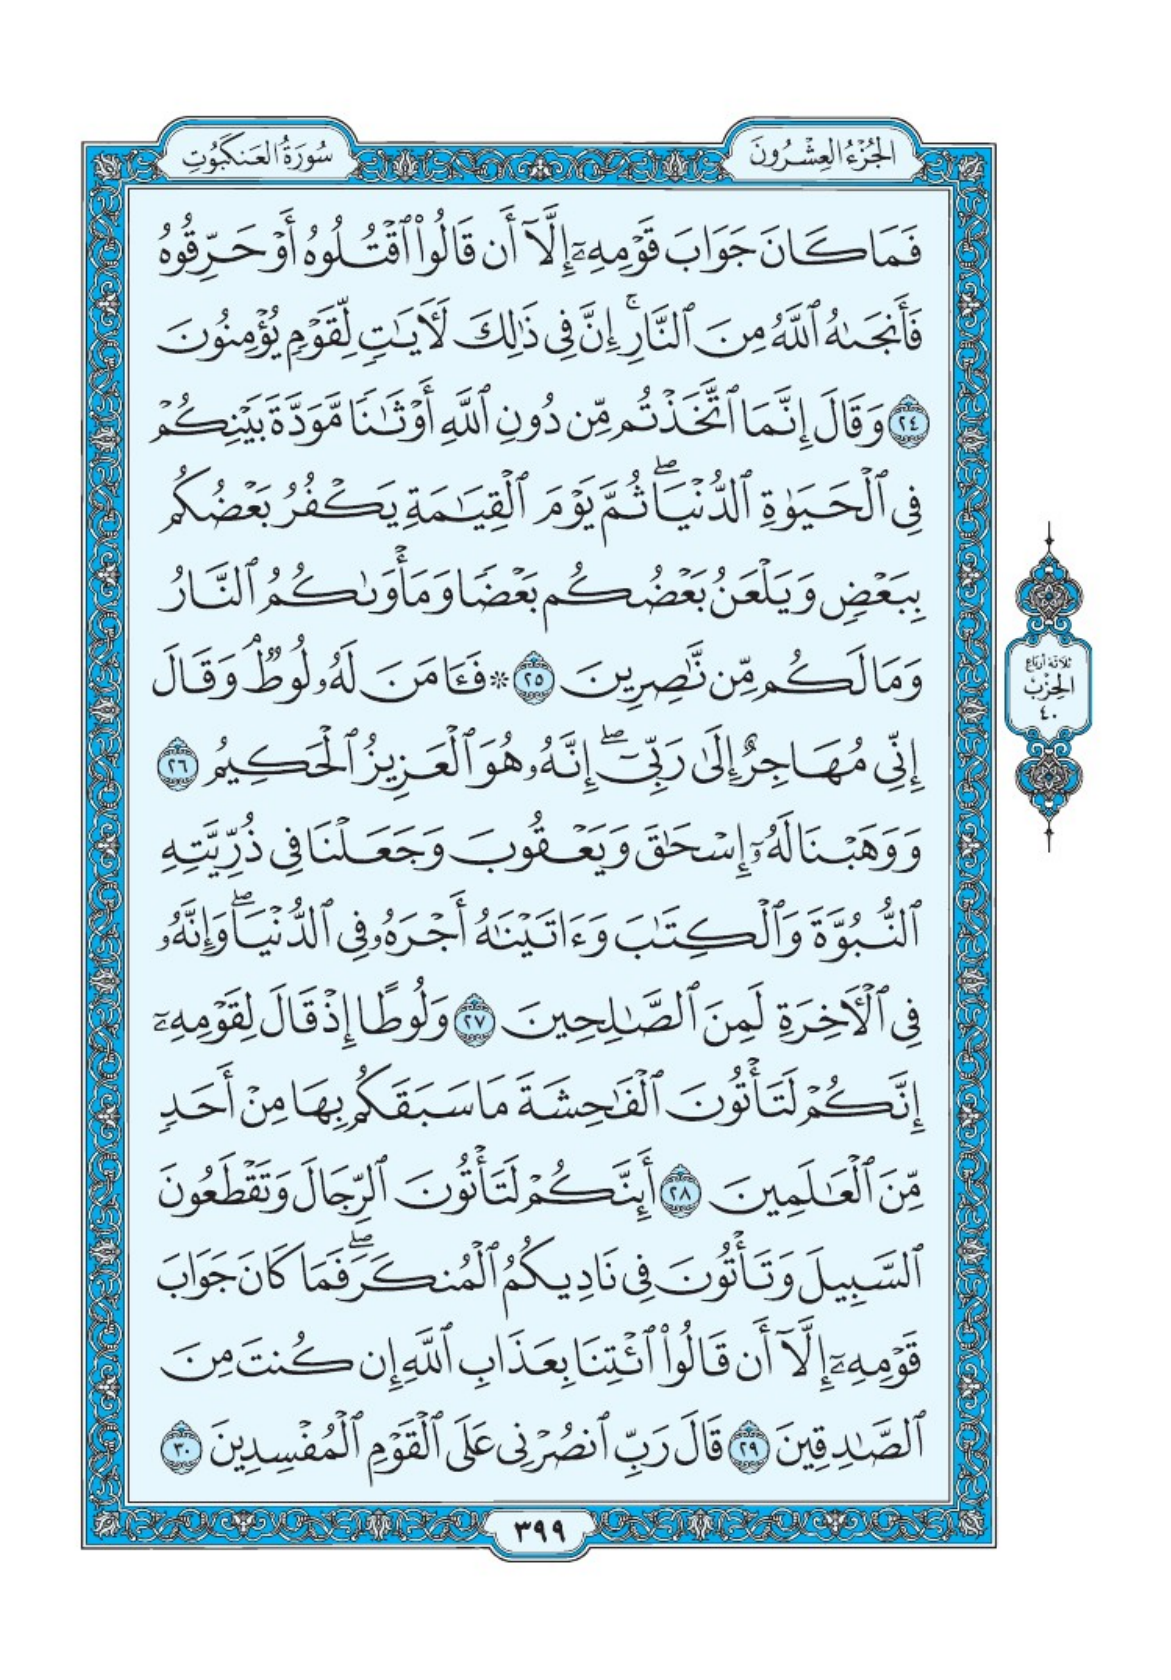 الجُزْءُ العِشْرُونَ
سُورَةُ العَنكَبُوتِ
فَمَا كَانَ جَوَابَ قَوْمِهِۦٓ إِلَّآ أَن قَالُوا۟ ٱقْتُلُوهُ أَوْ حَرِّقُوهُ
فَأَنجَىٰهُ ٱللَّهُ مِنَ ٱلنَّارِۚ إِنَّ فِى ذَٰلِكَ لَـَٔايَـٰتٍ لِّقَوْمٍ يُؤْمِنُونَ
٢٤ وَقَالَ إِنَّمَا ٱتَّخَذْتُم مِّن دُونِ ٱللَّهِ أَوْثَـٰنًا مَّوَدَّةَ بَيْنِكُمْ
فِى ٱلْحَيَوٰةِ ٱلدُّنْيَاۖ ثُمَّ يَوْمَ ٱلْقِيَـٰمَةِ يَكْفُرُ بَعْضُكُم
بِبَعْضٍ وَيَلْعَنُ بَعْضُكُم بَعْضًا وَمَأْوَىٰكُمُ ٱلنَّارُ
وَمَا لَكُم مِّن نَّـٰصِرِينَ ٢٥ * فَـَٔامَنَ لَهُۥ لُوطٌۘ وَقَالَ
إِنِّى مُهَاجِرٌ إِلَىٰ رَبِّىٓۖ إِنَّهُۥ هُوَ ٱلْعَزِيزُ ٱلْحَكِيمُ ٢٦
وَوَهَبْنَا لَهُۥٓ إِسْحَـٰقَ وَيَعْقُوبَ وَجَعَلْنَا فِى ذُرِّيَّتِهِ
ٱلنُّبُوَّةَ وَٱلْكِتَـٰبَ وَءَاتَيْنَـٰهُ أَجْرَهُۥ فِى ٱلدُّنْيَاۖ وَإِنَّهُۥ
فِى ٱلْـَٔاخِرَةِ لَمِنَ ٱلصَّـٰلِحِينَ ٢٧ وَلُوطًا إِذْ قَالَ لِقَوْمِهِۦٓ
إِنَّكُمْ لَتَأْتُونَ ٱلْفَـٰحِشَةَ مَا سَبَقَكُم بِهَا مِنْ أَحَدٍ
مِّنَ ٱلْعَـٰلَمِينَ ٢٨ أَئِنَّكُمْ لَتَأْتُونَ ٱلرِّجَالَ وَتَقْطَعُونَ
ٱلسَّبِيلَ وَتَأْتُونَ فِى نَادِيكُمُ ٱلْمُنكَرَۖ فَمَا كَانَ جَوَابَ
قَوْمِهِۦٓ إِلَّآ أَن قَالُوا۟ ٱئْتِنَا بِعَذَابِ ٱللَّهِ إِن كُنتَ مِنَ
ٱلصَّـٰدِقِينَ ٢٩ قَالَ رَبِّ ٱنصُرْنِى عَلَى ٱلْقَوْمِ ٱلْمُفْسِدِينَ ٣٠
ثلاثة أرباع
الحِزْب
٤٠
٣٩٩